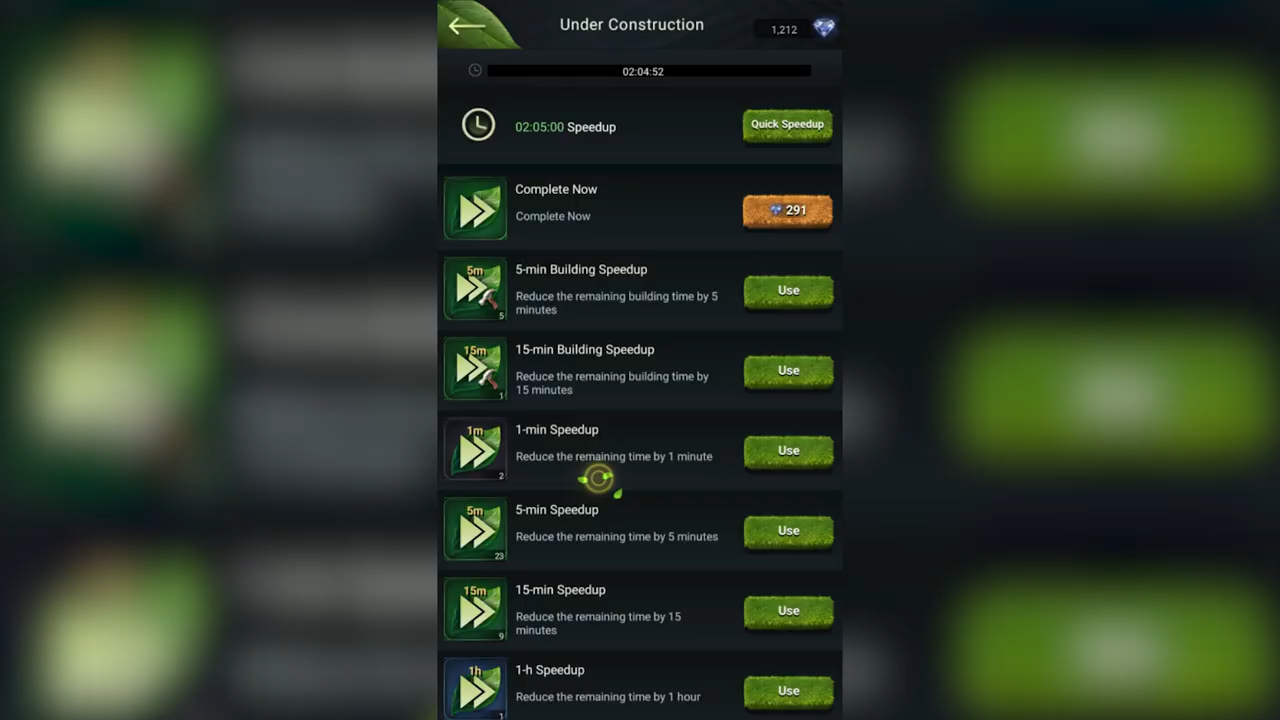 Under Construction
1,212
02:04:52
02:05:00 Speedup
Quick Speedup
Complete Now
Complete Now
291
5m
5
5-min Building Speedup
Reduce the remaining building time by 5
minutes
Use
15m
1
15-min Building Speedup
Reduce the remaining building time by
15 minutes
Use
1m
2
1-min Speedup
Reduce the remaining time by 1 minute
Use
5m
23
5-min Speedup
Reduce the remaining time by 5 minutes
Use
15m
9
15-min Speedup
Reduce the remaining time by 15
minutes
Use
1h
1
1-h Speedup
Reduce the remaining time by 1 hour
Use